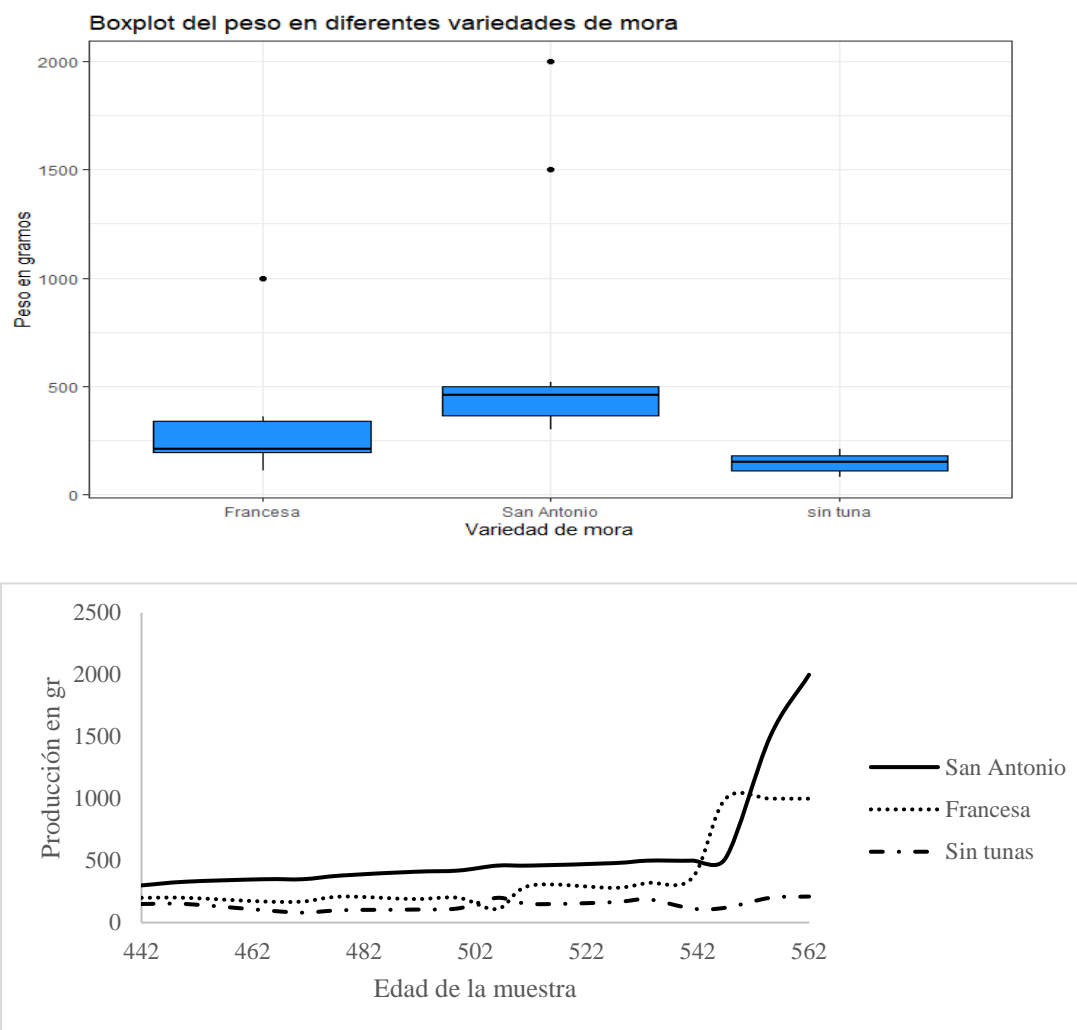 Boxplot del peso en diferentes variedades de mora
2000
1500
1000
500
0
Peso en gramos
Francesa
San Antonio
sin tuna
Variedad de mora
2500
2000
1500
1000
500
0
Producción en gr
442
462
482
502
522
542
562
Edad de la muestra
San Antonio
Francesa
Sin tunas